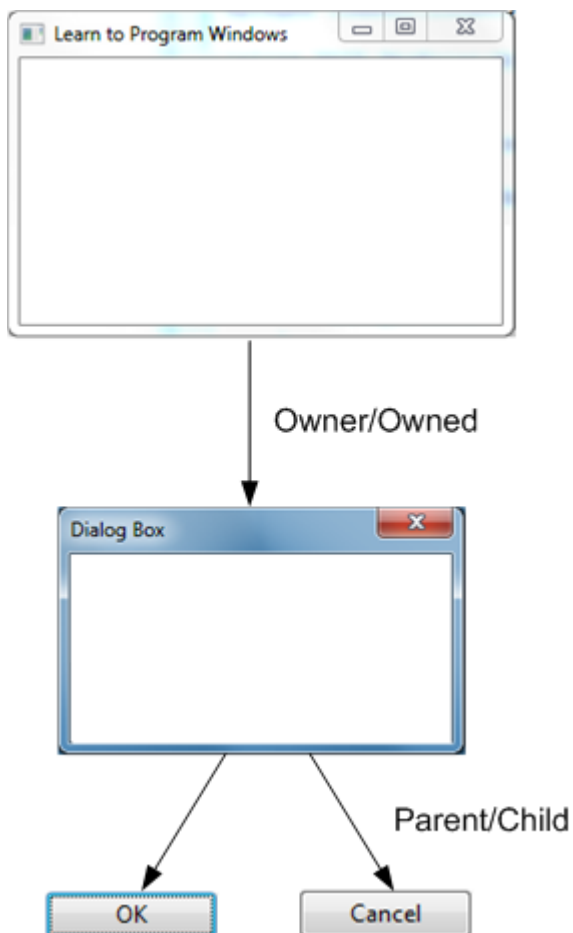 Learn to Program Windows
Owner/Owned
Dialog Box
Parent/Child
OK
Cancel